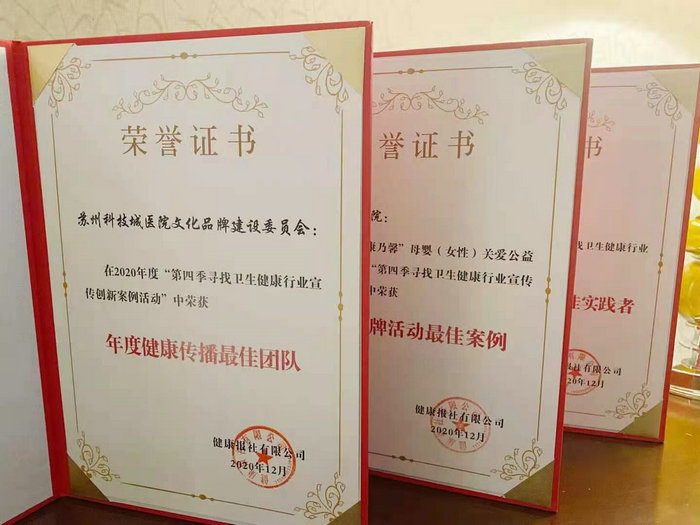 荣誉证书
苏州科技城医院文化品牌建设委员会：
在2020年度“第四季寻找卫生健康行业宣
传创新案例活动”中荣获
年度健康传播最佳团队
健康报社有限公司
2020年12月
誉证书
院：
康乃馨”母婴（女性）关爱公益
“第四季寻找卫生健康行业宣传
中荣获
牌活动最佳案例
健康报社有限公司
2020年12月
书
找卫生健康行业
佳实践者
报社有限公司
2020年12月